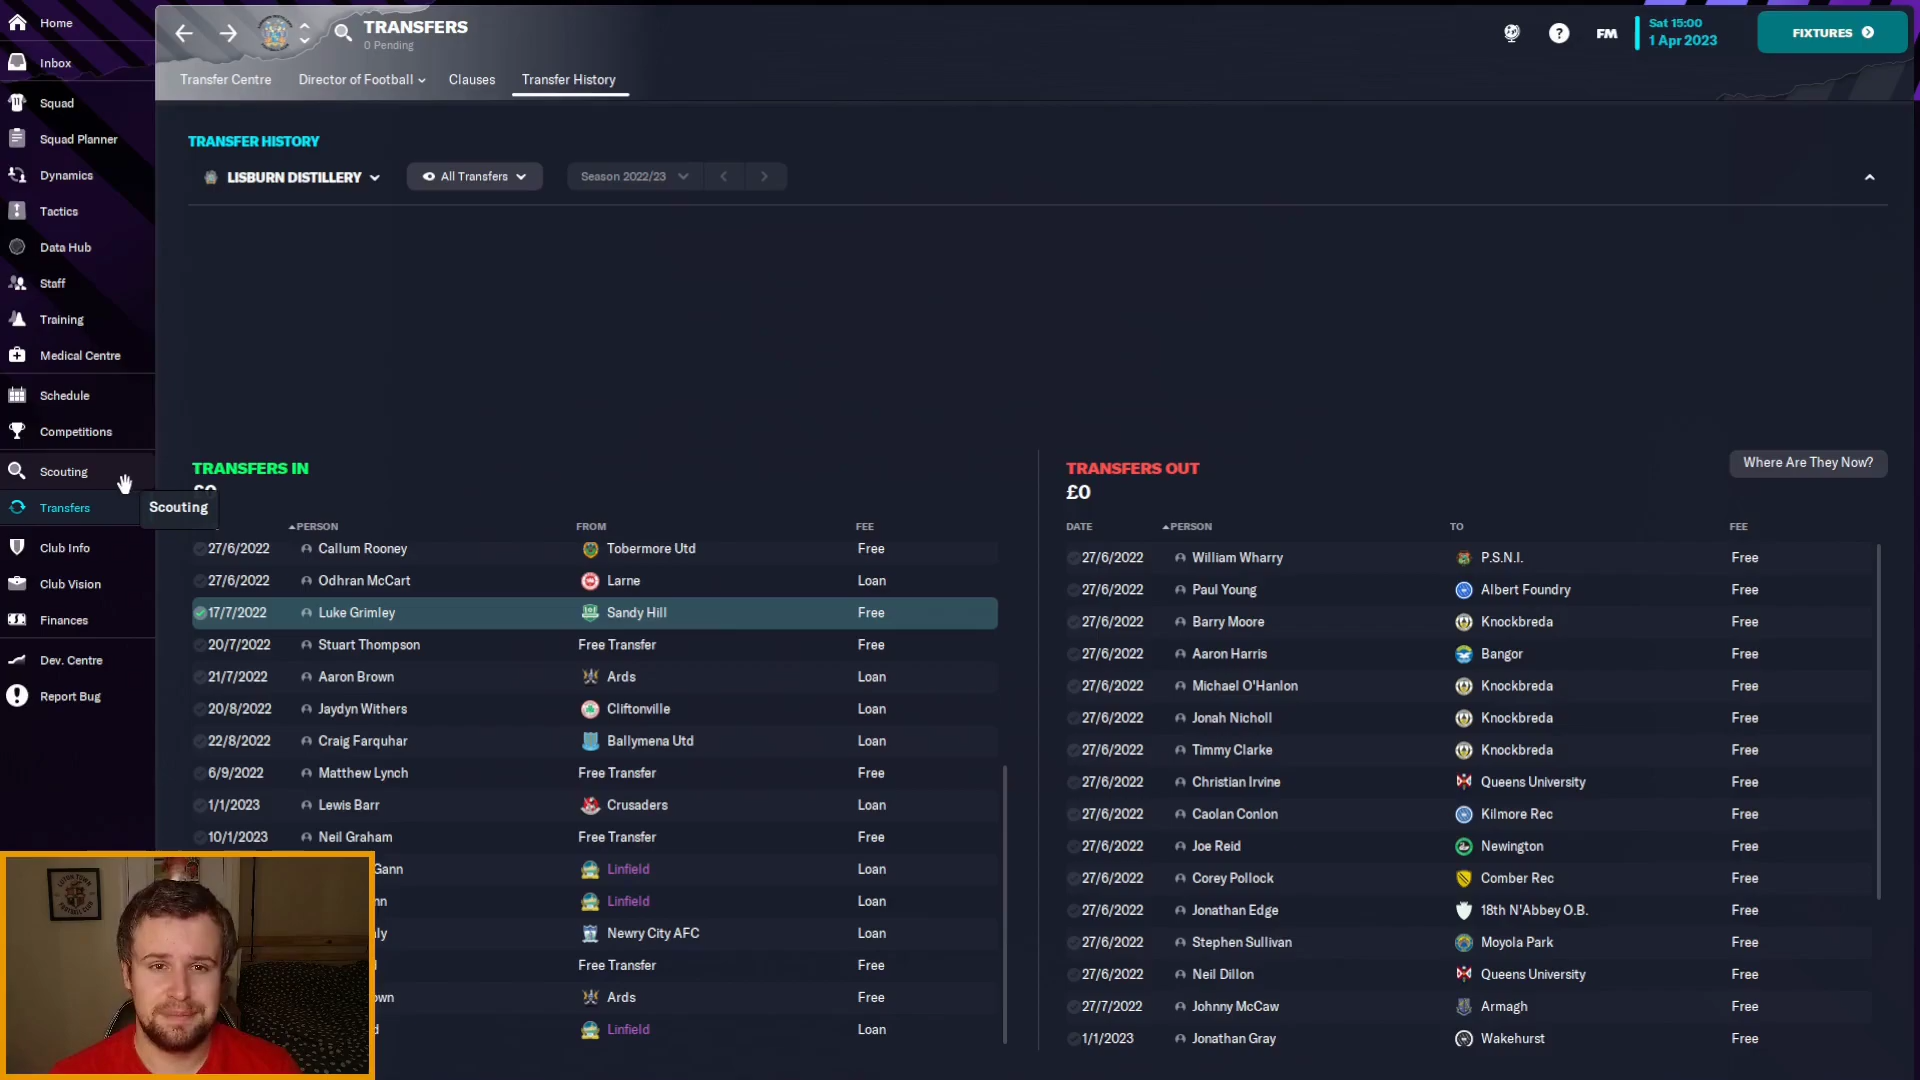 Home
Inbox
Squad
Squad Planner
Dynamics
Tactics
Data Hub
Staff
Training
Medical Centre
Schedule
Competitions
Scouting
Transfers
Club Info
Club Vision
Finances
Dev. Centre
Report Bug
Scouting
TRANSFERS
0 Pending
FM
Sat 15:00
1 Apr 2023
FIXTURES
Transfer Centre
Director of Football
Clauses
Transfer History
TRANSFER HISTORY
LISBURN DISTILLERY
All Transfers
Season 2022/23
TRANSFERS IN
£0
PERSON FROM FEE
27/6/2022 Callum Rooney Tobermore Utd Free
27/6/2022 Odhran McCart Larne Loan
17/7/2022 Luke Grimley Sandy Hill Free
20/7/2022 Stuart Thompson Free Transfer Free
21/7/2022 Aaron Brown Ards Loan
20/8/2022 Jaydyn Withers Cliftonville Loan
22/8/2022 Craig Farquhar Ballymena Utd Loan
6/9/2022 Matthew Lynch Free Transfer Free
1/1/2023 Lewis Barr Crusaders Loan
10/1/2023 Neil Graham Free Transfer Free
Gann Linfield Loan
nn Linfield Loan
ly Newry City AFC Loan
Free Transfer Free
own Ards Free
d Linfield Loan
TRANSFERS OUT
£0
Where Are They Now?
DATE PERSON TO FEE
27/6/2022 William Wharry P.S.N.I. Free
27/6/2022 Paul Young Albert Foundry Free
27/6/2022 Barry Moore Knockbreda Free
27/6/2022 Aaron Harris Bangor Free
27/6/2022 Michael O'Hanlon Knockbreda Free
27/6/2022 Jonah Nicholl Knockbreda Free
27/6/2022 Timmy Clarke Knockbreda Free
27/6/2022 Christian Irvine Queens University Free
27/6/2022 Caolan Conlon Kilmore Rec Free
27/6/2022 Joe Reid Newington Free
27/6/2022 Corey Pollock Comber Rec Free
27/6/2022 Jonathan Edge 18th N'Abbey O.B. Free
27/6/2022 Stephen Sullivan Moyola Park Free
27/6/2022 Neil Dillon Queens University Free
27/7/2022 Johnny McCaw Armagh Free
1/1/2023 Jonathan Gray Wakehurst Free